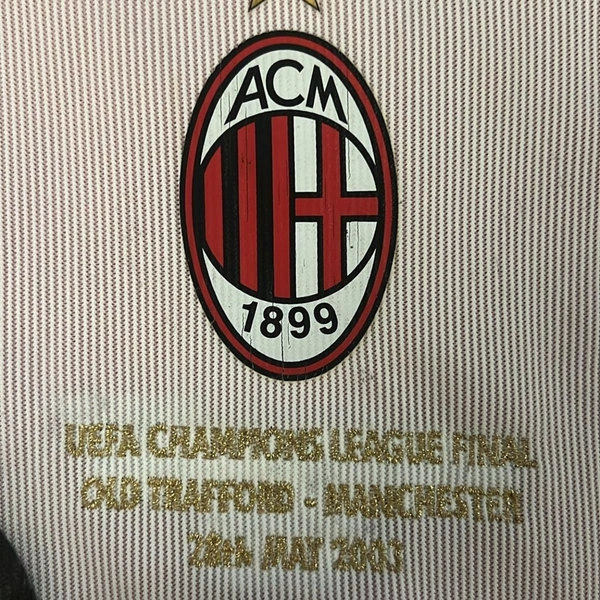 ACM
1899
UEFA CHAMPIONS LEAGUE FINAL
OLD TRAFFORD - MANCHESTER
28th MAY 2003